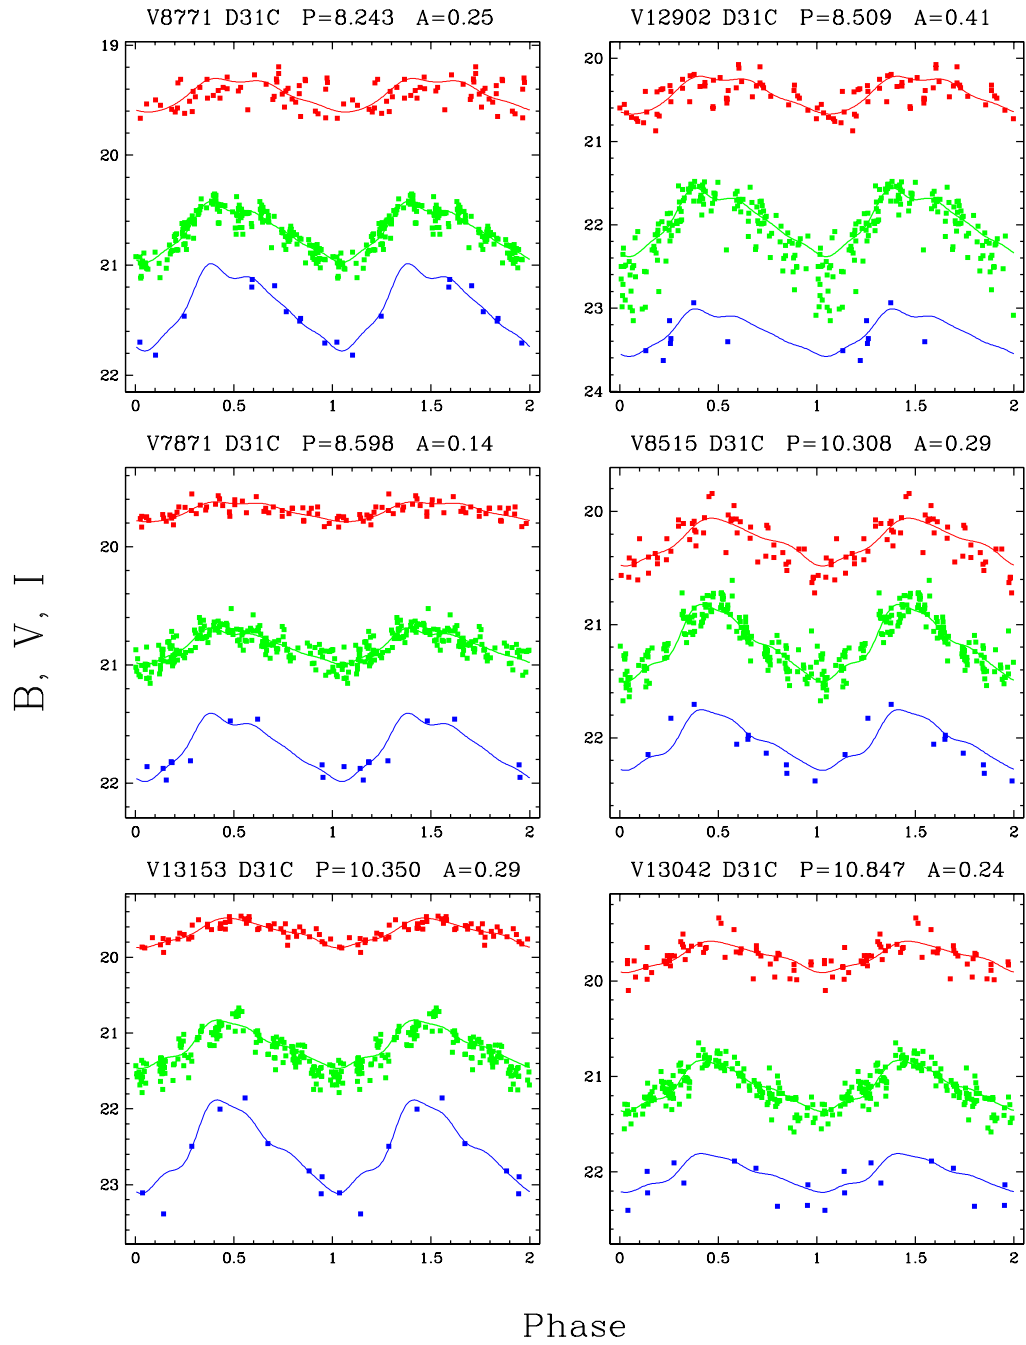 V8771 D31C P=8.243 A=0.25
19
20
21
22
0 0.5 1 1.5 2
V12902 D31C P=8.509 A=0.41
20
21
22
23
24
0 0.5 1 1.5 2
V7871 D31C P=8.598 A=0.14
20
21
22
0 0.5 1 1.5 2
V8515 D31C P=10.308 A=0.29
20
21
22
0 0.5 1 1.5 2
V13153 D31C P=10.350 A=0.29
20
21
22
23
0 0.5 1 1.5 2
V13042 D31C P=10.847 A=0.24
20
21
22
0 0.5 1 1.5 2
B, V, I
Phase